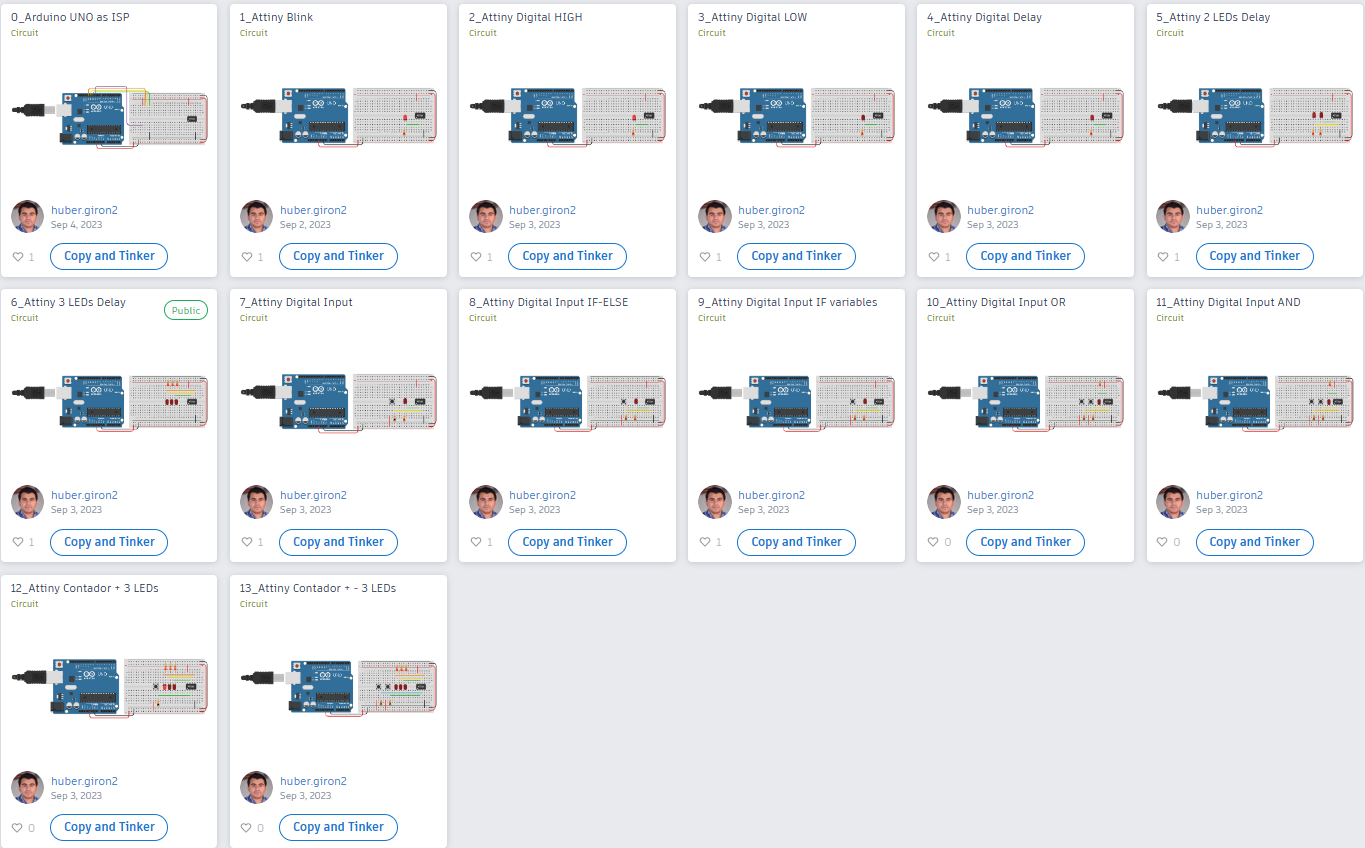 0_Arduino UNO as ISP
Circuit
huber.giron2
Sep 4, 2023
1
Copy and Tinker
1_Attiny Blink
Circuit
huber.giron2
Sep 2, 2023
1
Copy and Tinker
2_Attiny Digital HIGH
Circuit
huber.giron2
Sep 3, 2023
1
Copy and Tinker
3_Attiny Digital LOW
Circuit
huber.giron2
Sep 3, 2023
1
Copy and Tinker
4_Attiny Digital Delay
Circuit
huber.giron2
Sep 3, 2023
1
Copy and Tinker
5_Attiny 2 LEDs Delay
Circuit
huber.giron2
Sep 3, 2023
1
Copy and Tinker
6_Attiny 3 LEDs Delay
Public
Circuit
huber.giron2
Sep 3, 2023
1
Copy and Tinker
7_Attiny Digital Input
Circuit
huber.giron2
Sep 3, 2023
1
Copy and Tinker
8_Attiny Digital Input IF-ELSE
Circuit
huber.giron2
Sep 3, 2023
1
Copy and Tinker
9_Attiny Digital Input IF variables
Circuit
huber.giron2
Sep 3, 2023
1
Copy and Tinker
10_Attiny Digital Input OR
Circuit
huber.giron2
Sep 3, 2023
0
Copy and Tinker
11_Attiny Digital Input AND
Circuit
huber.giron2
Sep 3, 2023
0
Copy and Tinker
12_Attiny Contador + 3 LEDs
Circuit
huber.giron2
Sep 3, 2023
0
Copy and Tinker
13_Attiny Contador + - 3 LEDs
Circuit
huber.giron2
Sep 3, 2023
0
Copy and Tinker